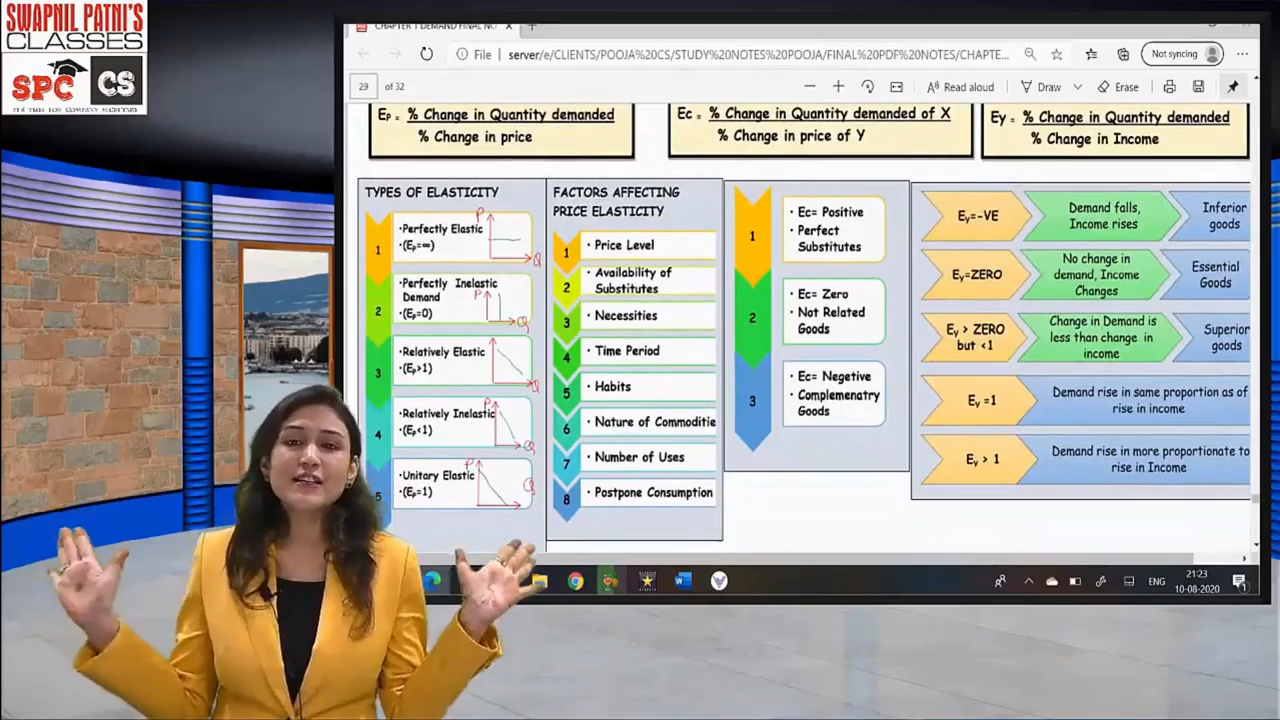 SWAPNIL PATNI'S
CLASSES
SPC CS
CHAPTER 1 DEMAND FINAL NO
File server/e/CLIENTS/POOJA%20CS/STUDY%20NOTES%20POOJA/FINAL%20PDF%20NOTES/CHAPTE...
Not syncing
29 of 32
Read aloud
Draw
Erase
EP = % Change in Quantity demanded
% Change in price
Ec = % Change in Quantity demanded of X
% Change in price of Y
Ey = % Change in Quantity demanded
% Change in Income
TYPES OF ELASTICITY
1
•Perfectly Elastic
•(EP=∞)
P
Q
2
•Perfectly Inelastic
Demand
•(EP=0)
P
Q
3
•Relatively Elastic
•(EP>1)
Q
4
•Relatively Inelastic
•(EP<1)
P
Q
5
•Unitary Elastic
•(EP=1)
P
Q
FACTORS AFFECTING
PRICE ELASTICITY
1 • Price Level
2 • Availability of
Substitutes
3 • Necessities
4 • Time Period
5 • Habits
6 • Nature of Commoditie
7 • Number of Uses
8 • Postpone Consumption
1
• Ec= Positive
• Perfect
Substitutes
2
• Ec= Zero
• Not Related
Goods
3
• Ec= Negetive
• Complemenatry
Goods
Ey=-VE
Demand falls,
Income rises
Inferior
goods
Ey=ZERO
No change in
demand, Income
Changes
Essential
Goods
Ey > ZERO
but <1
Change in Demand is
less than change in
income
Superior
goods
Ey =1
Demand rise in same proportion as of
rise in income
Ey > 1
Demand rise in more proportionate to
rise in Income
ENG
21:23
10-08-2020